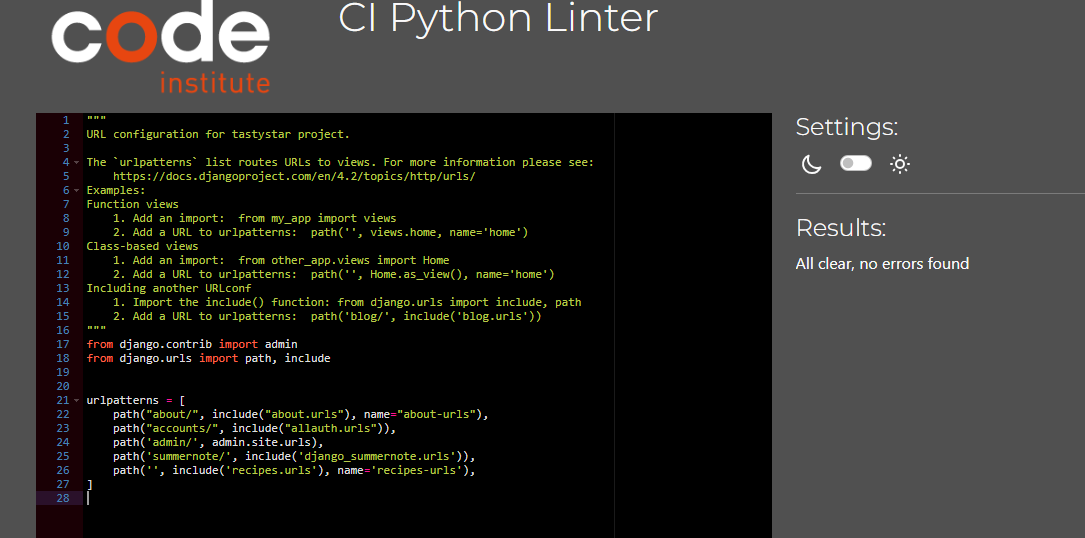 code
institute
CI Python Linter
1 """
2 URL configuration for tastystar project.
3
4 The `urlpatterns` list routes URLs to views. For more information please see:
5     https://docs.djangoproject.com/en/4.2/topics/http/urls/
6 Examples:
7 Function views
8     1. Add an import:  from my_app import views
9     2. Add a URL to urlpatterns:  path('', views.home, name='home')
10 Class-based views
11     1. Add an import:  from other_app.views import Home
12     2. Add a URL to urlpatterns:  path('', Home.as_view(), name='home')
13 Including another URLconf
14     1. Import the include() function: from django.urls import include, path
15     2. Add a URL to urlpatterns:  path('blog/', include('blog.urls'))
16 """
17 from django.contrib import admin
18 from django.urls import path, include
19
20
21 urlpatterns = [
22     path("about/", include("about.urls"), name="about-urls"),
23     path("accounts/", include("allauth.urls")),
24     path('admin/', admin.site.urls),
25     path('summernote/', include('django_summernote.urls')),
26     path('', include('recipes.urls'), name='recipes-urls'),
27 ]
28
Settings:
Results:
All clear, no errors found